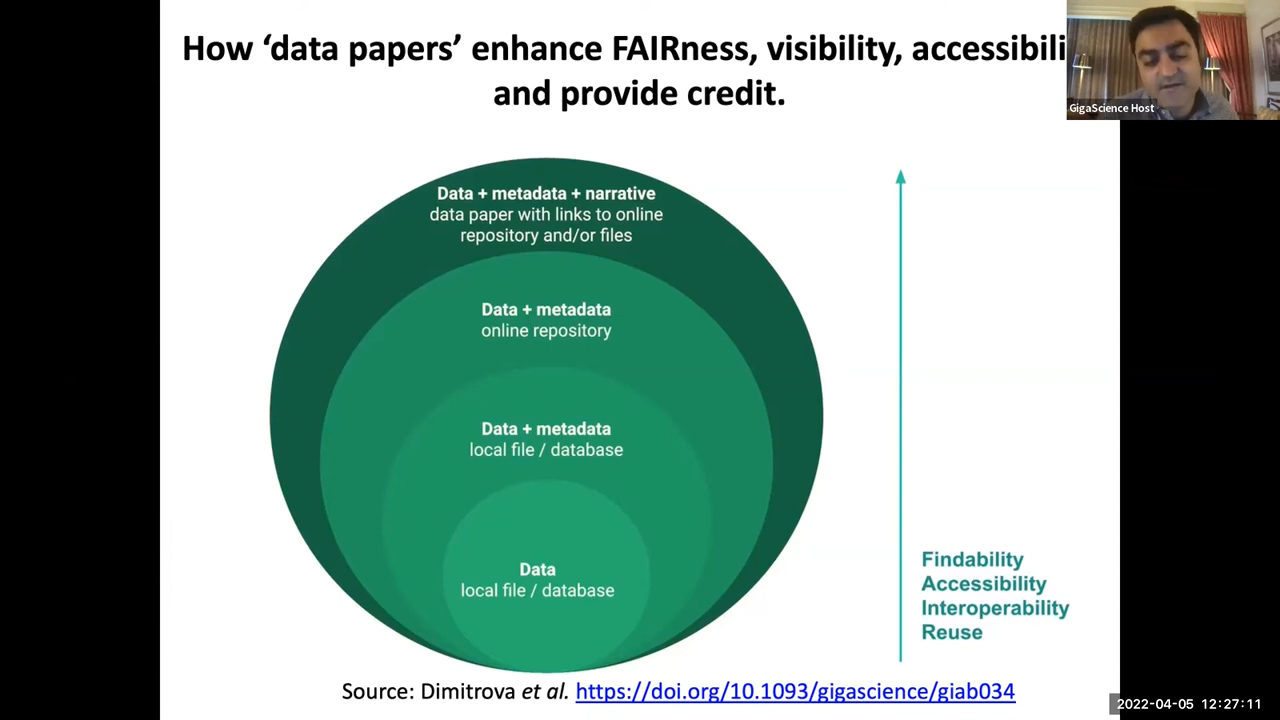 How ‘data papers’ enhance FAIRness, visibility, accessibili
and provide credit.
GigaScience Host
Data + metadata + narrative
data paper with links to online
repository and/or files
Data + metadata
online repository
Data + metadata
local file / database
Data
local file / database
Findability
Accessibility
Interoperability
Reuse
Source: Dimitrova et al. https://doi.org/10.1093/gigascience/giab034
2022-04-05 12:27:11